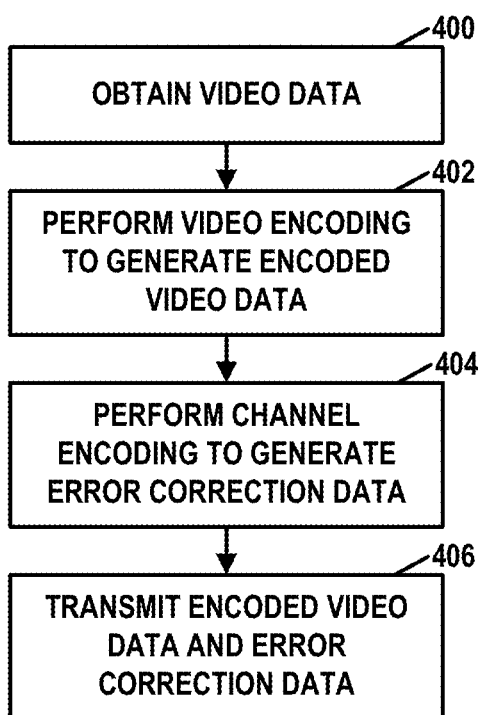 400
OBTAIN VIDEO DATA
402
PERFORM VIDEO ENCODING
TO GENERATE ENCODED
VIDEO DATA
404
PERFORM CHANNEL
ENCODING TO GENERATE
ERROR CORRECTION DATA
406
TRANSMIT ENCODED VIDEO
DATA AND ERROR
CORRECTION DATA